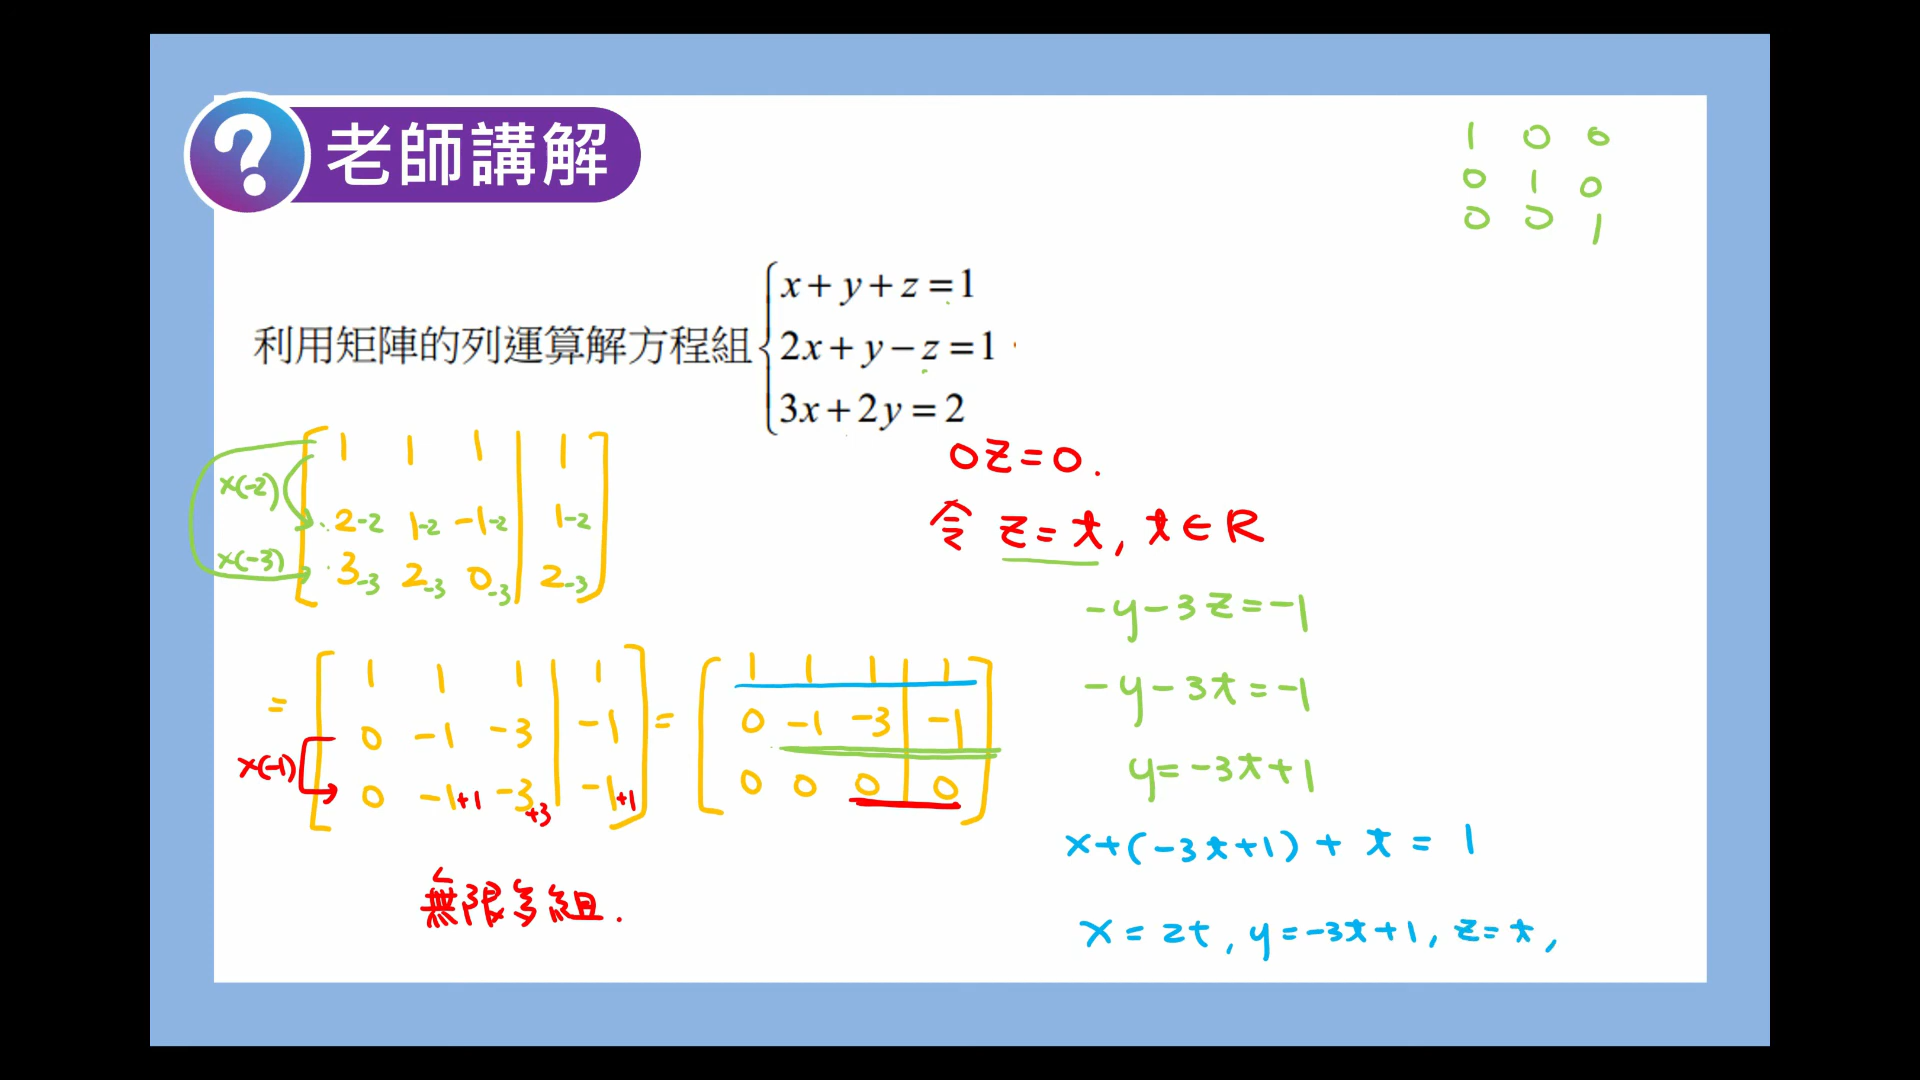 ?
老師講解
1 0 0
0 1 0
0 0 1
利用矩陣的列運算解方程組
x + y + z = 1
2x + y − z = 1
3x + 2y = 2
1 1 1 | 1
×(-2) 2-2 1-2 -1-2 | 1-2
×(-3) 3-3 2-3 0-3 | 2-3
= 1 1 1 | 1
0 -1 -3 | -1
×(-1) 0 -1+1 -3+3 | -1+1
= 1 1 1 | 1
0 -1 -3 | -1
0 0 0 | 0
無限多組.
0z=0.
令 z=t, t∈R
-y-3z=-1
-y-3t=-1
y=-3t+1
x+(-3t+1)+t=1
x=2t, y=-3t+1, z=t,